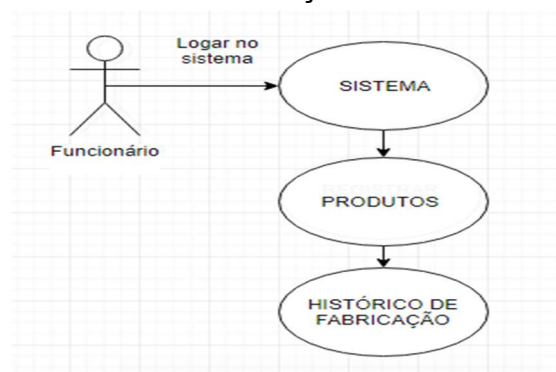 Logar no
sistema
SISTEMA
Funcionário
PRODUTOS
HISTÓRICO DE
FABRICAÇÃO